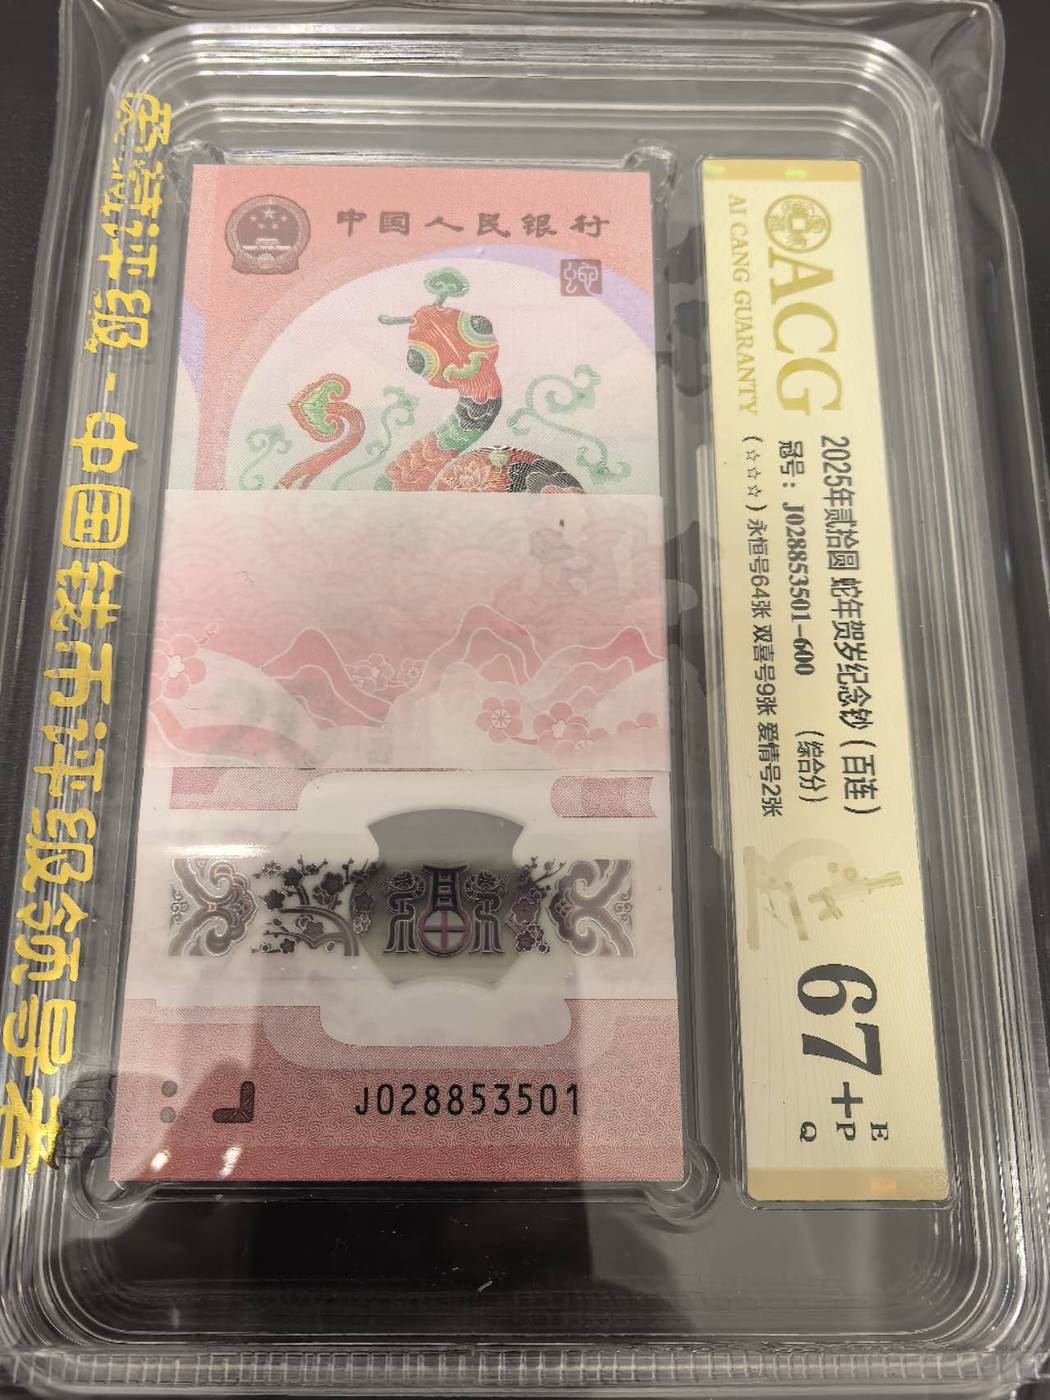 爱藏评级-中国钱币评级领导者
中国人民银行
J028853501
ACG
AI CANG GUARANTY
2025年贰拾圆 蛇年贺岁纪念钞（百连）
冠号：J028853501-600 （综合分）
（☆☆☆）永恒号64张 双喜号9张 爱情号2张
67+
E
P
Q